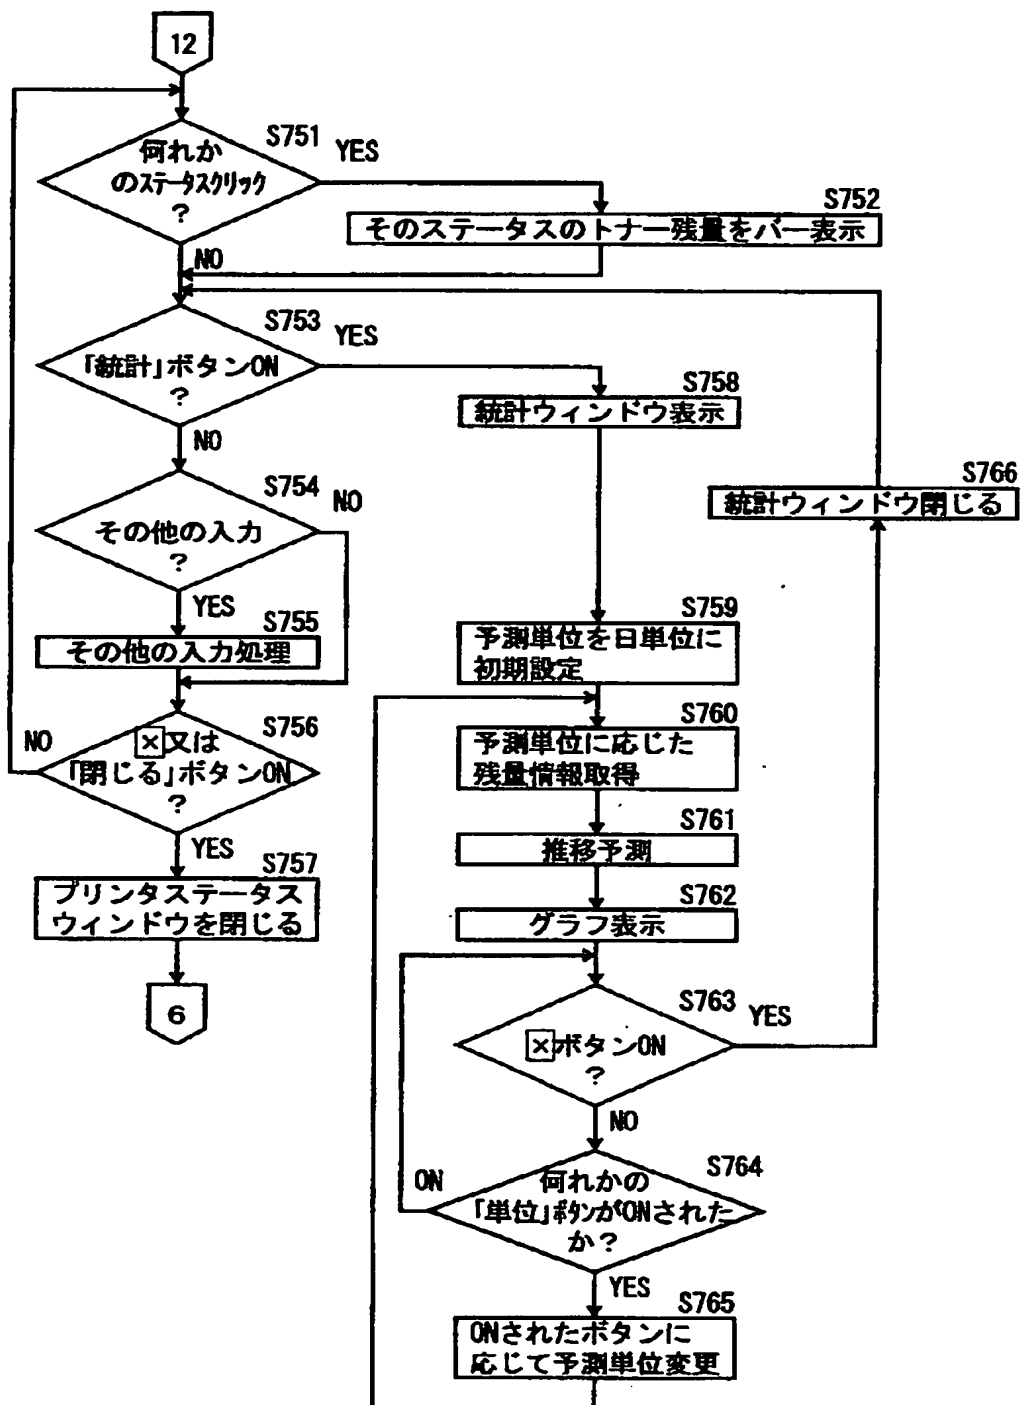 12
S751
YES
何れか
のステータスクリック
?
NO
S752
そのステータスのトナー残量をバー表示
S753
YES
「統計」ボタンON
?
NO
S754
NO
その他の入力
?
YES
S755
その他の入力処理
S756
NO
×又は
「閉じる」ボタンON
?
YES
S757
プリンタステータス
ウィンドウを閉じる
6
S758
統計ウィンドウ表示
S759
予測単位を日単位に
初期設定
S760
予測単位に応じた
残量情報取得
S761
推移予測
S762
グラフ表示
S763
YES
×ボタンON
?
NO
S764
ON
何れかの
「単位」ボタンがONされた
か?
YES
S765
ONされたボタンに
応じて予測単位変更
S766
統計ウィンドウ閉じる